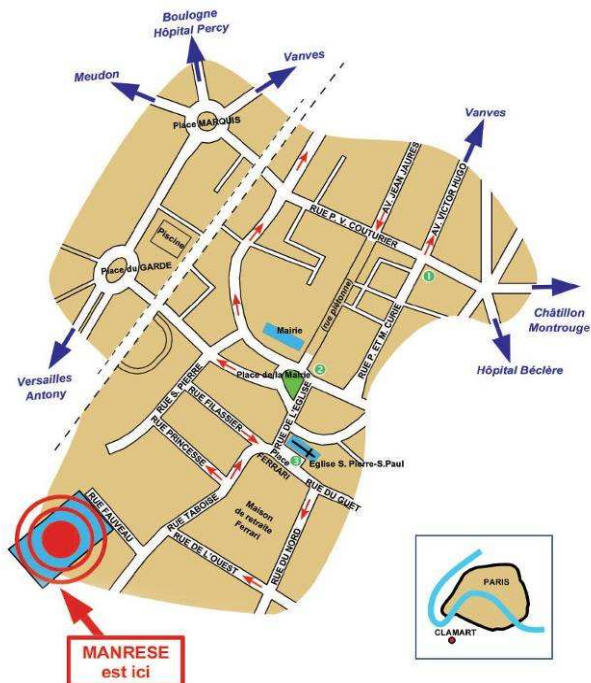 Boulogne
Hôpital Percy
Vanves
Meudon
Place MARQUIS
Vanves
AV. JEAN JAURES
AV. VICTOR HUGO
RUE P. V. COUTURIER
Piscine
Place du GARDE
(rue piétonne)
1
Châtillon
Montrouge
Mairie
RUE P. ET M. CURIE
Hôpital Béclère
Versailles
Antony
Place de la Mairie
2
RUE S. PIERRE
RUE DE L'EGLISE
RUE FILASSIER
RUE PRINCESSE
Place
FERRARI
3
Eglise S. Pierre-S.Paul
RUE DU GUET
RUE FAUVEAU
RUE TABOISE
Maison
de retraite
Ferrari
RUE DE L'OUEST
RUE DU NORD
PARIS
CLAMART
MANRESE
est ici